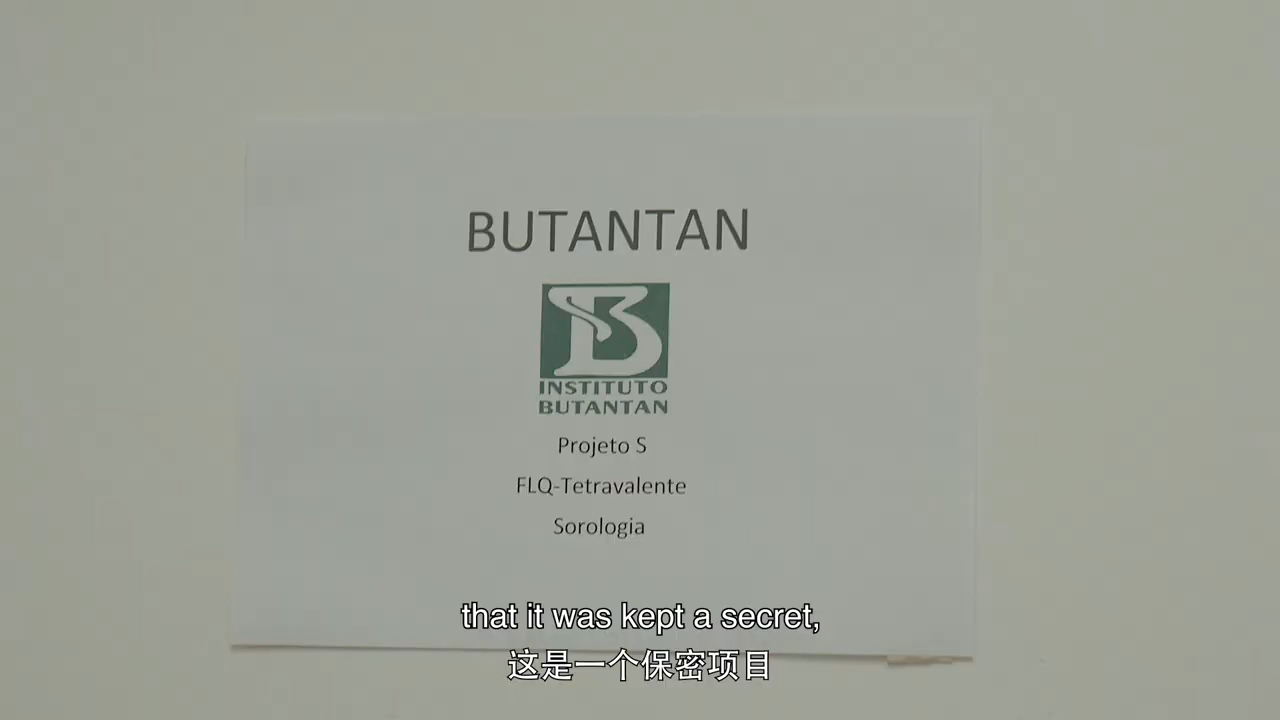 BUTANTAN
INSTITUTO
BUTANTAN
Projeto S
FLQ-Tetravalente
Sorologia
that it was kept a secret,
这是一个保密项目